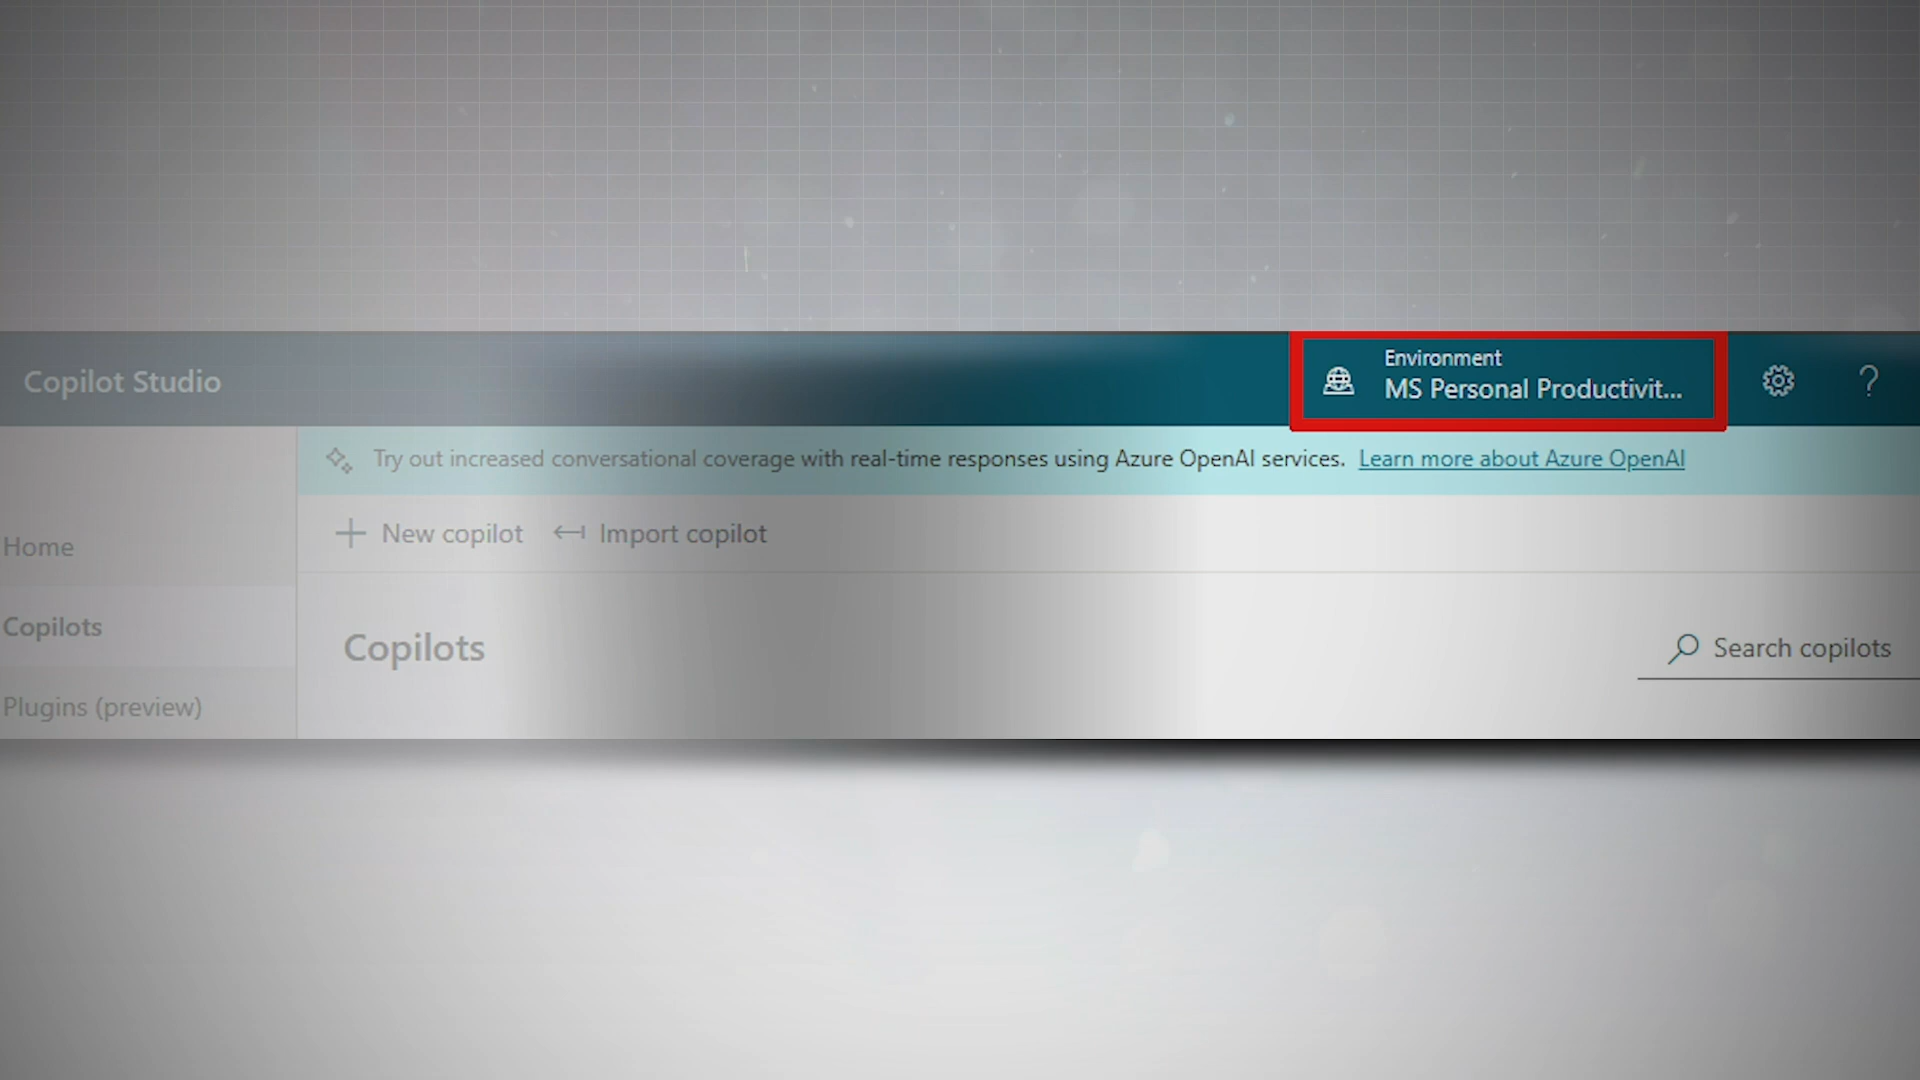 Copilot Studio
Environment
MS Personal Productivit...
?
Try out increased conversational coverage with real-time responses using Azure OpenAI services. Learn more about Azure OpenAI
New copilot
Import copilot
Home
Copilots
Plugins (preview)
Copilots
Search copilots